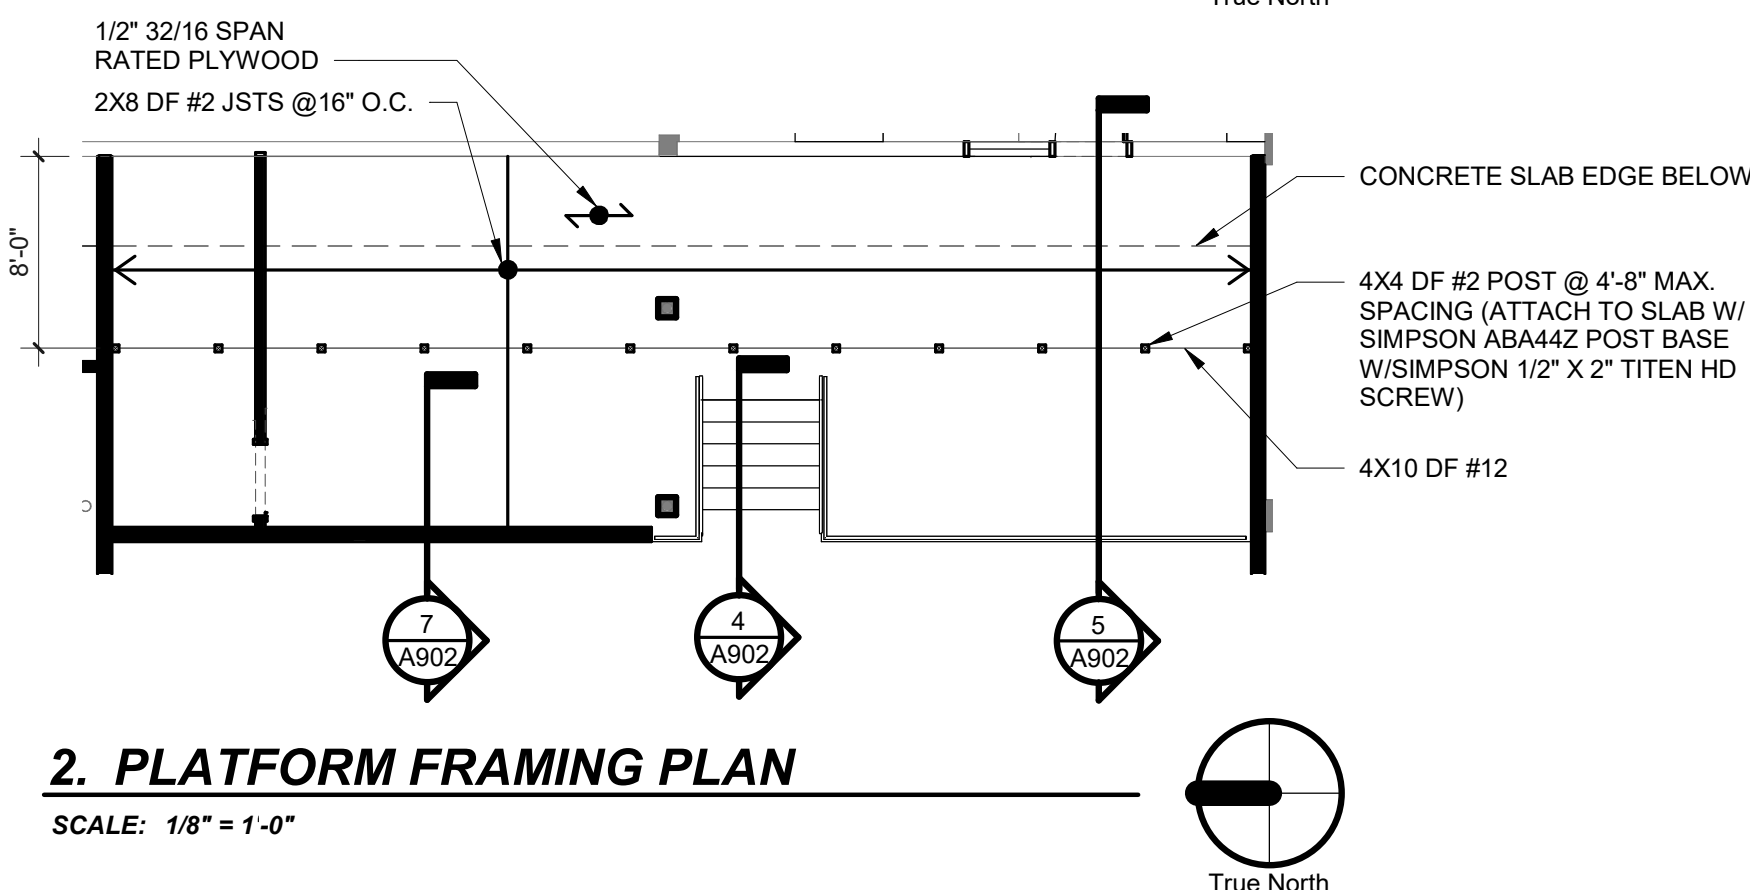 True North
1/2" 32/16 SPAN
RATED PLYWOOD
2X8 DF #2 JSTS @16" O.C.
8'-0"
CONCRETE SLAB EDGE BELOW
4X4 DF #2 POST @ 4'-8" MAX.
SPACING (ATTACH TO SLAB W/
SIMPSON ABA44Z POST BASE
W/SIMPSON 1/2" X 2" TITEN HD
SCREW)
4X10 DF #12
7
A902
4
A902
5
A902
2. PLATFORM FRAMING PLAN
SCALE: 1/8" = 1'-0"
True North